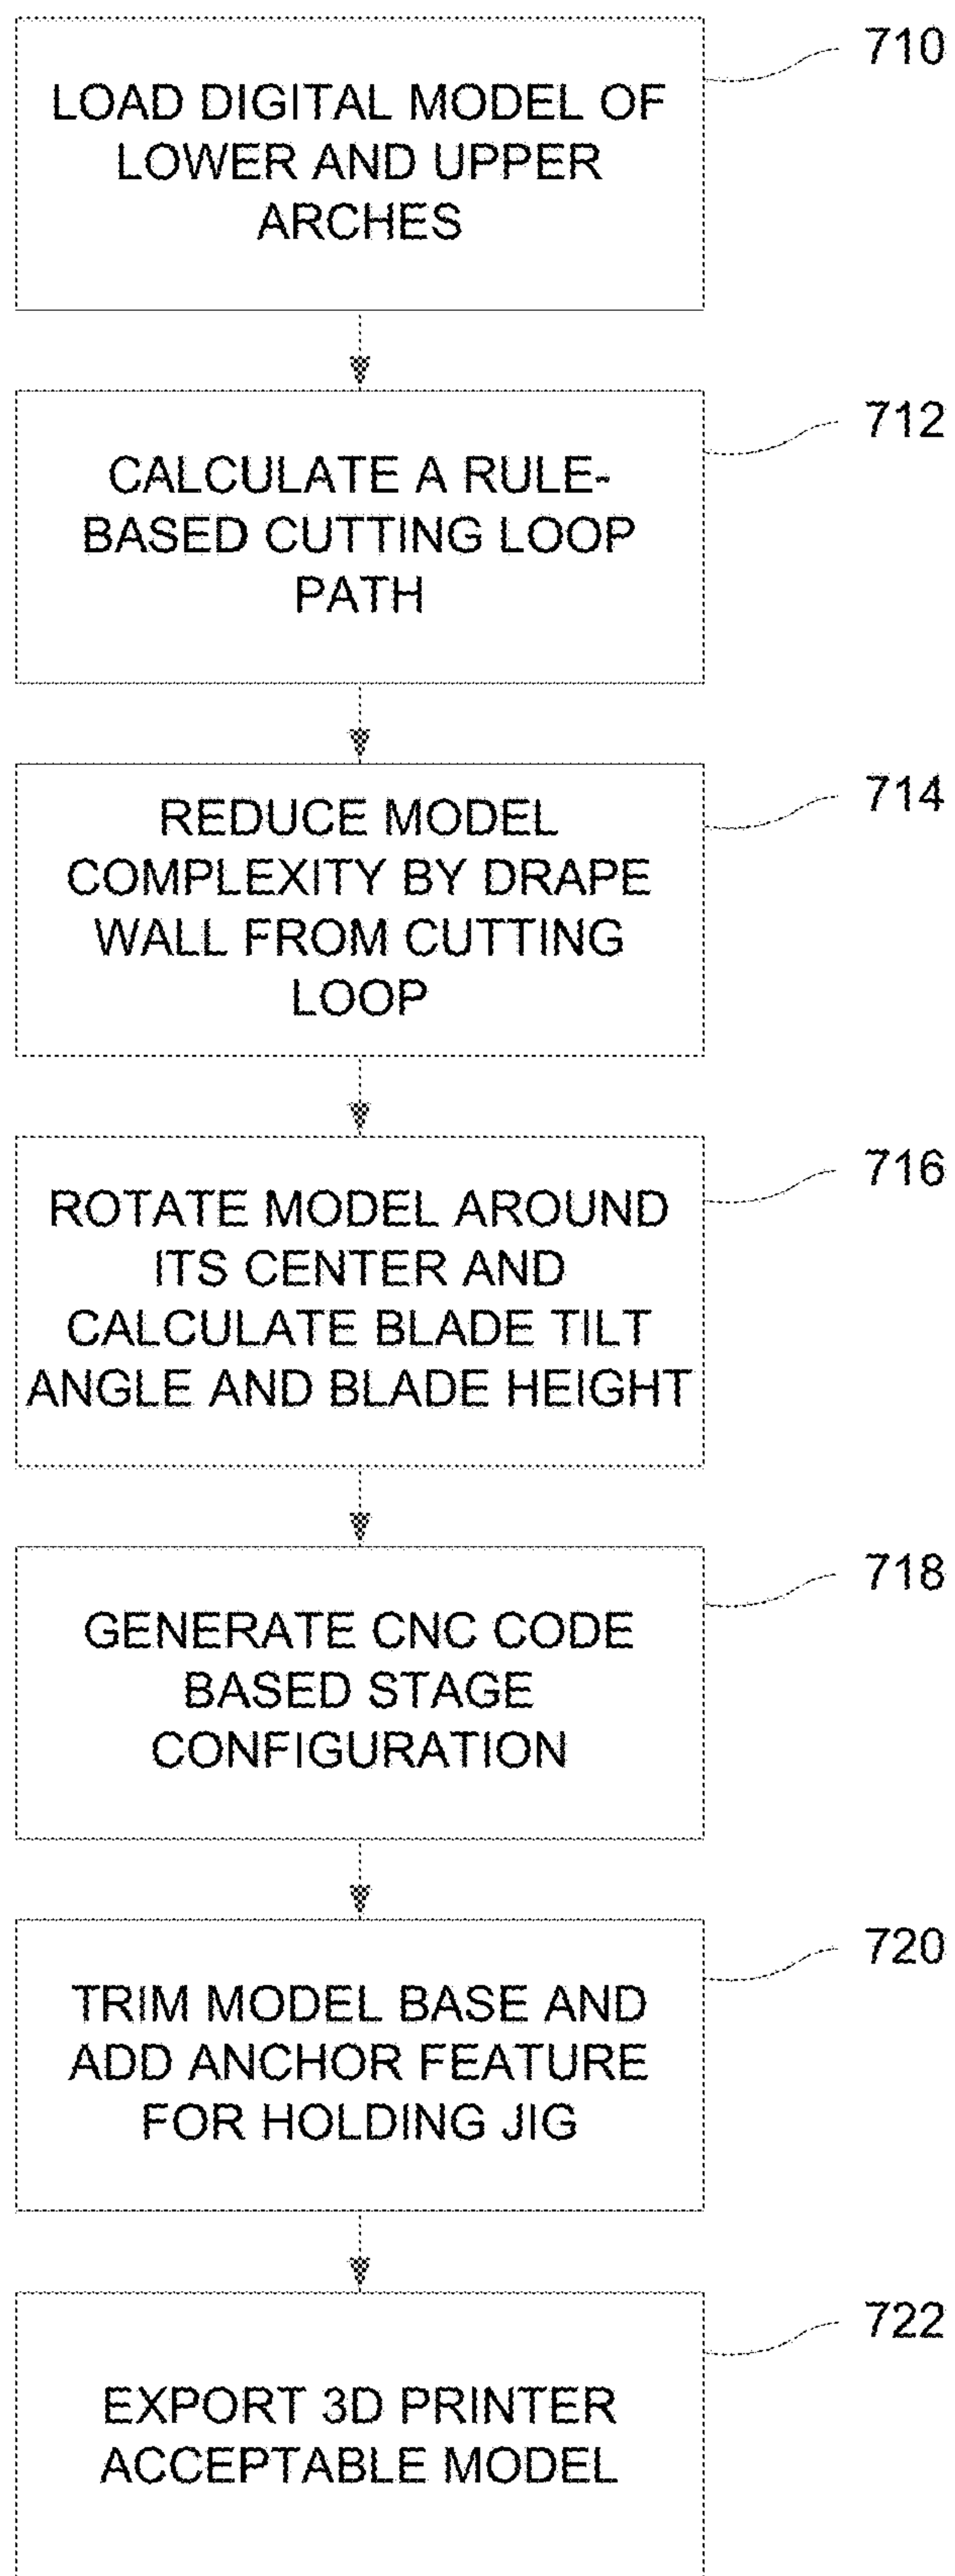 710
LOAD DIGITAL MODEL OF
LOWER AND UPPER
ARCHES
712
CALCULATE A RULE-
BASED CUTTING LOOP
PATH
714
REDUCE MODEL
COMPLEXITY BY DRAPE
WALL FROM CUTTING
LOOP
716
ROTATE MODEL AROUND
ITS CENTER AND
CALCULATE BLADE TILT
ANGLE AND BLADE HEIGHT
718
GENERATE CNC CODE
BASED STAGE
CONFIGURATION
720
TRIM MODEL BASE AND
ADD ANCHOR FEATURE
FOR HOLDING JIG
722
EXPORT 3D PRINTER
ACCEPTABLE MODEL